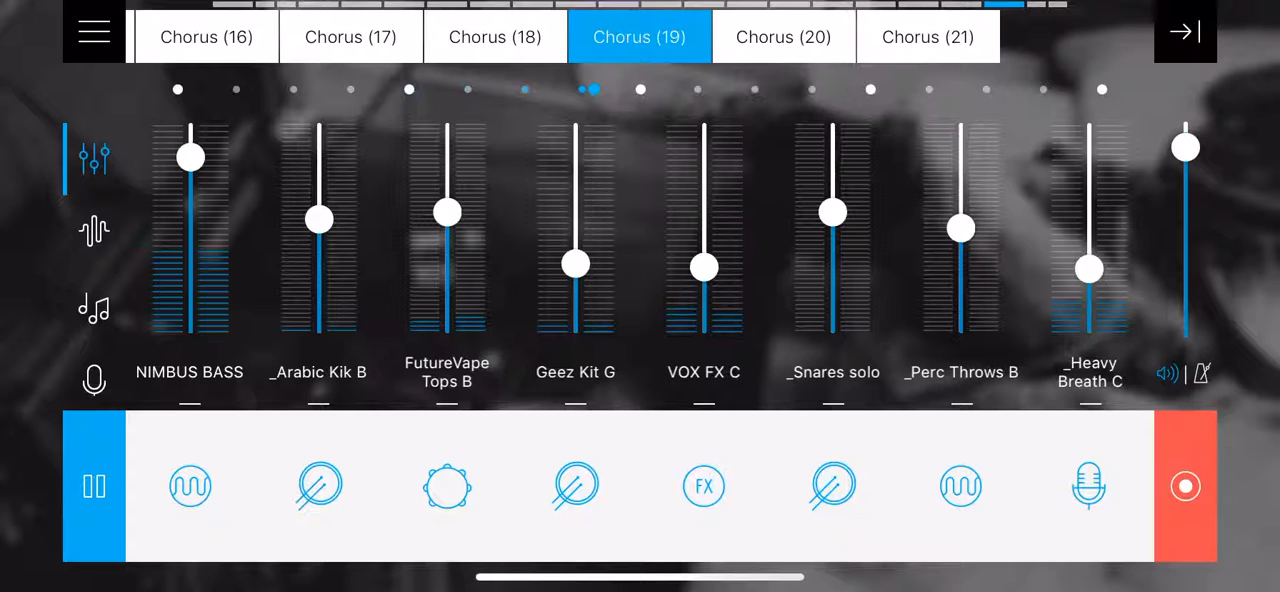 Chorus (16)
Chorus (17)
Chorus (18)
Chorus (19)
Chorus (20)
Chorus (21)
NIMBUS BASS
_Arabic Kik B
FutureVape
Tops B
Geez Kit G
VOX FX C
_Snares solo
_Perc Throws B
_Heavy
Breath C
FX